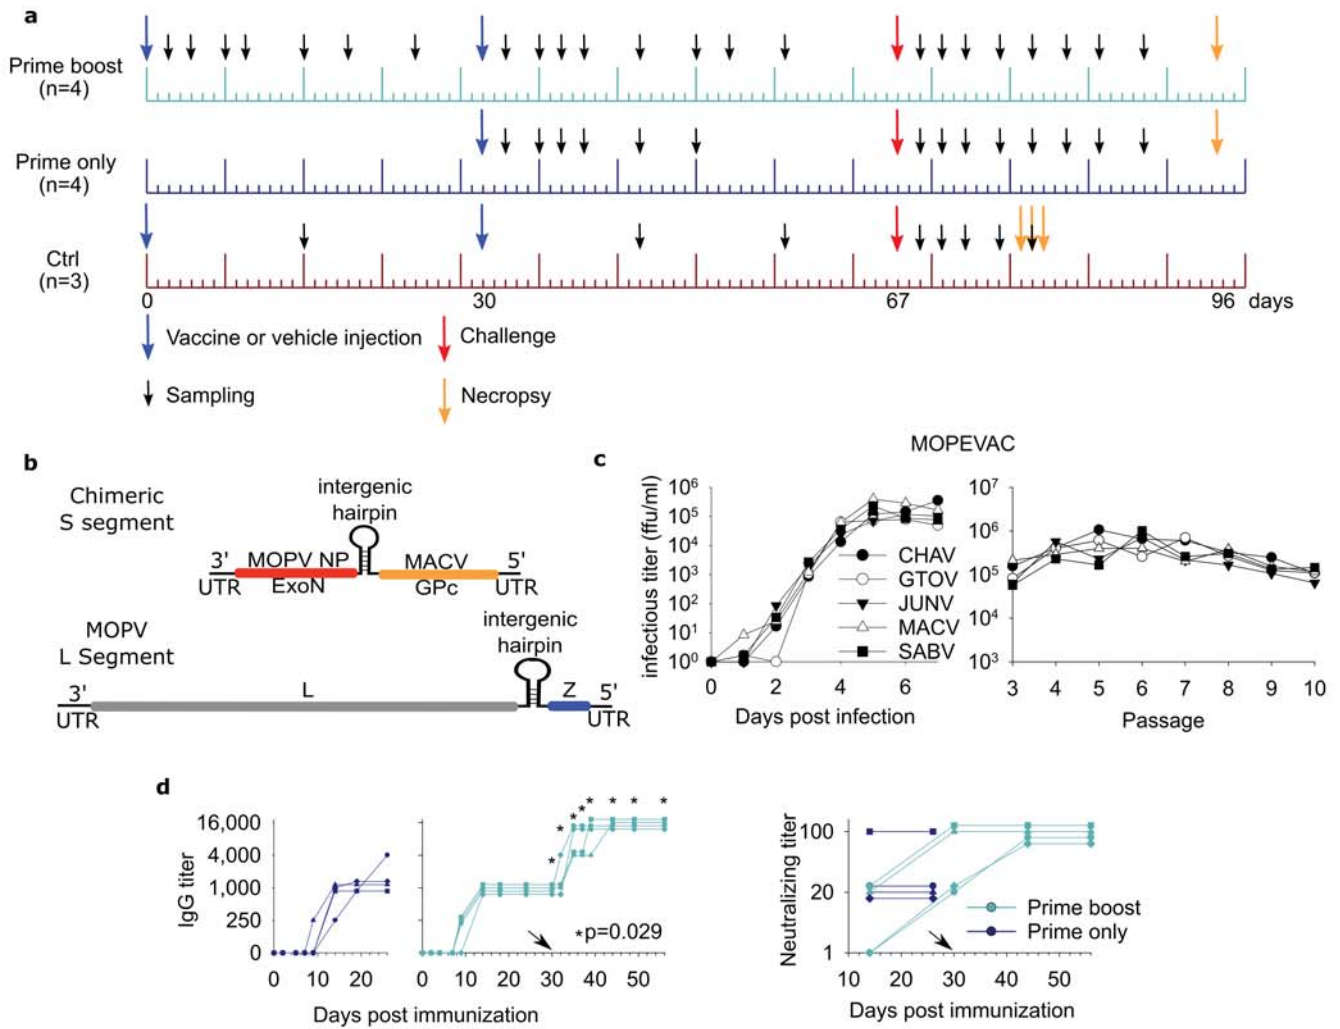 a
Prime boost
(n=4)
Prime only
(n=4)
Ctrl
(n=3)
0 30 67 96 days
Vaccine or vehicle injection
Challenge
Sampling
Necropsy
b
Chimeric
S segment
intergenic
hairpin
3' MOPV NP MACV 5'
UTR ExoN GPc UTR
MOPV
L Segment
intergenic
hairpin
3' L Z 5'
UTR UTR
c
MOPEVAC
infectious titer (ffu/ml)
10^6
10^5
10^4
10^3
10^2
10^1
10^0
0 2 4 6
Days post infection
CHAV
GTOV
JUNV
MACV
SABV
10^7
10^6
10^5
10^4
10^3
3 4 5 6 7 8 9 10
Passage
d
IgG titer
16,000
4,000
1,000
250
0
0 10 20
0 10 20 30 40 50
* * * * * * * *
*p=0.029
Days post immunization
Neutralizing titer
100
20
1
10 20 30 40 50
Days post immunization
Prime boost
Prime only